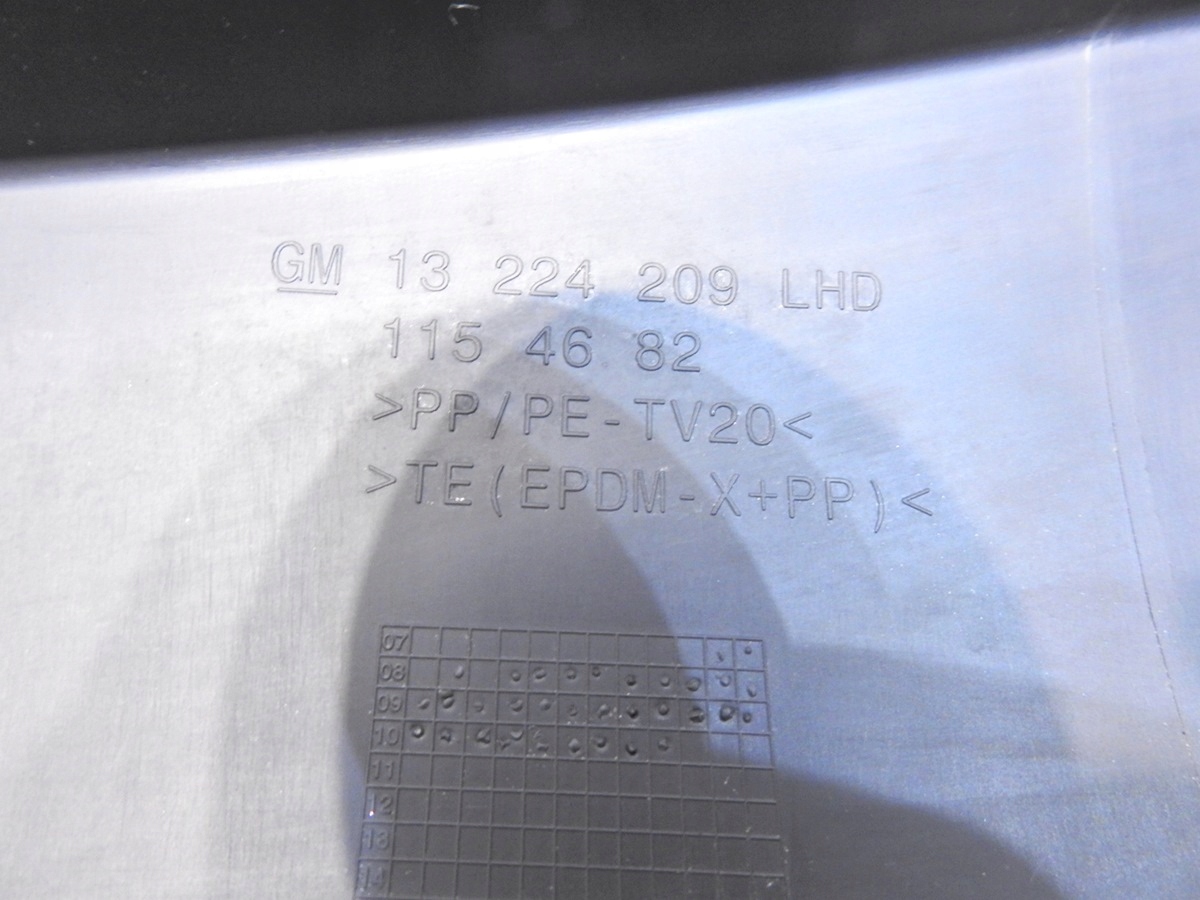 GM 13 224 209 LHD
115 46 82
>PP/PE-TV20<
>TE(EPDM-X+PP)<
07
08
09
10
11
12
13
14